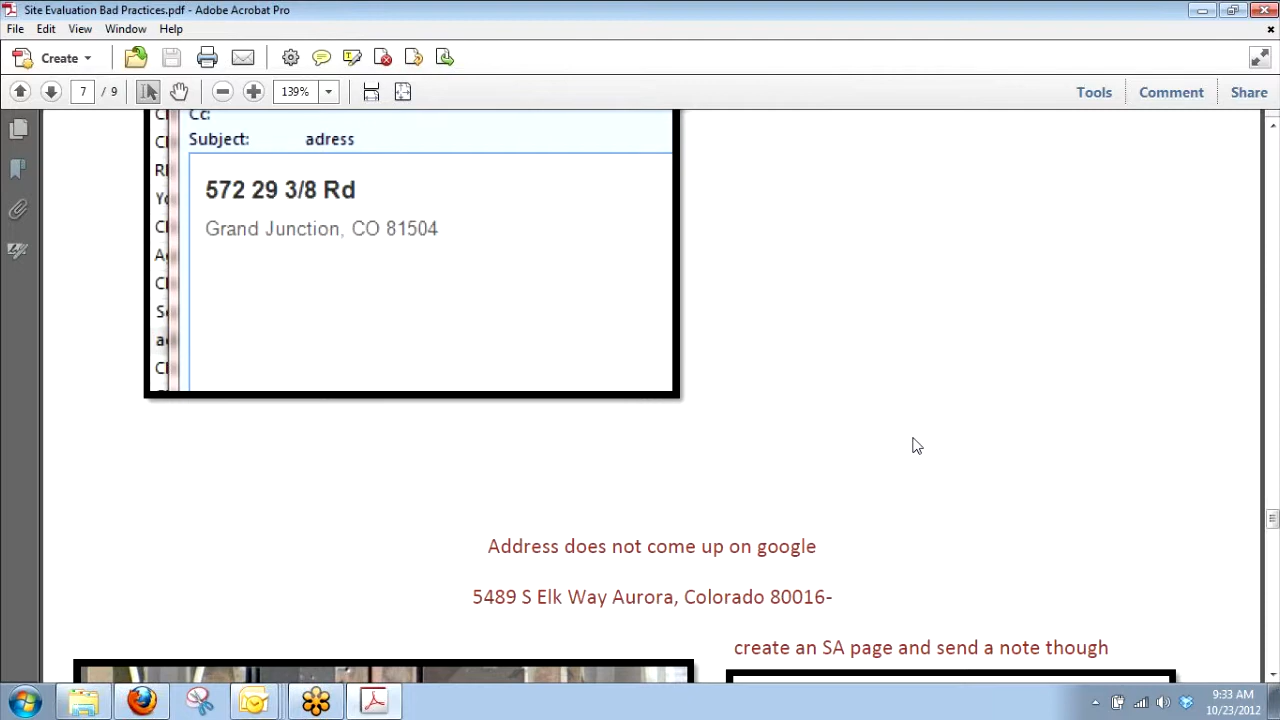 Site Evaluation Bad Practices.pdf - Adobe Acrobat Pro
File Edit View Window Help
Create
7 / 9 139% Tools Comment Share
Cc:
Subject: adress
572 29 3/8 Rd
Grand Junction, CO 81504
Address does not come up on google
5489 S Elk Way Aurora, Colorado 80016-
create an SA page and send a note though
9:33 AM
10/23/2012